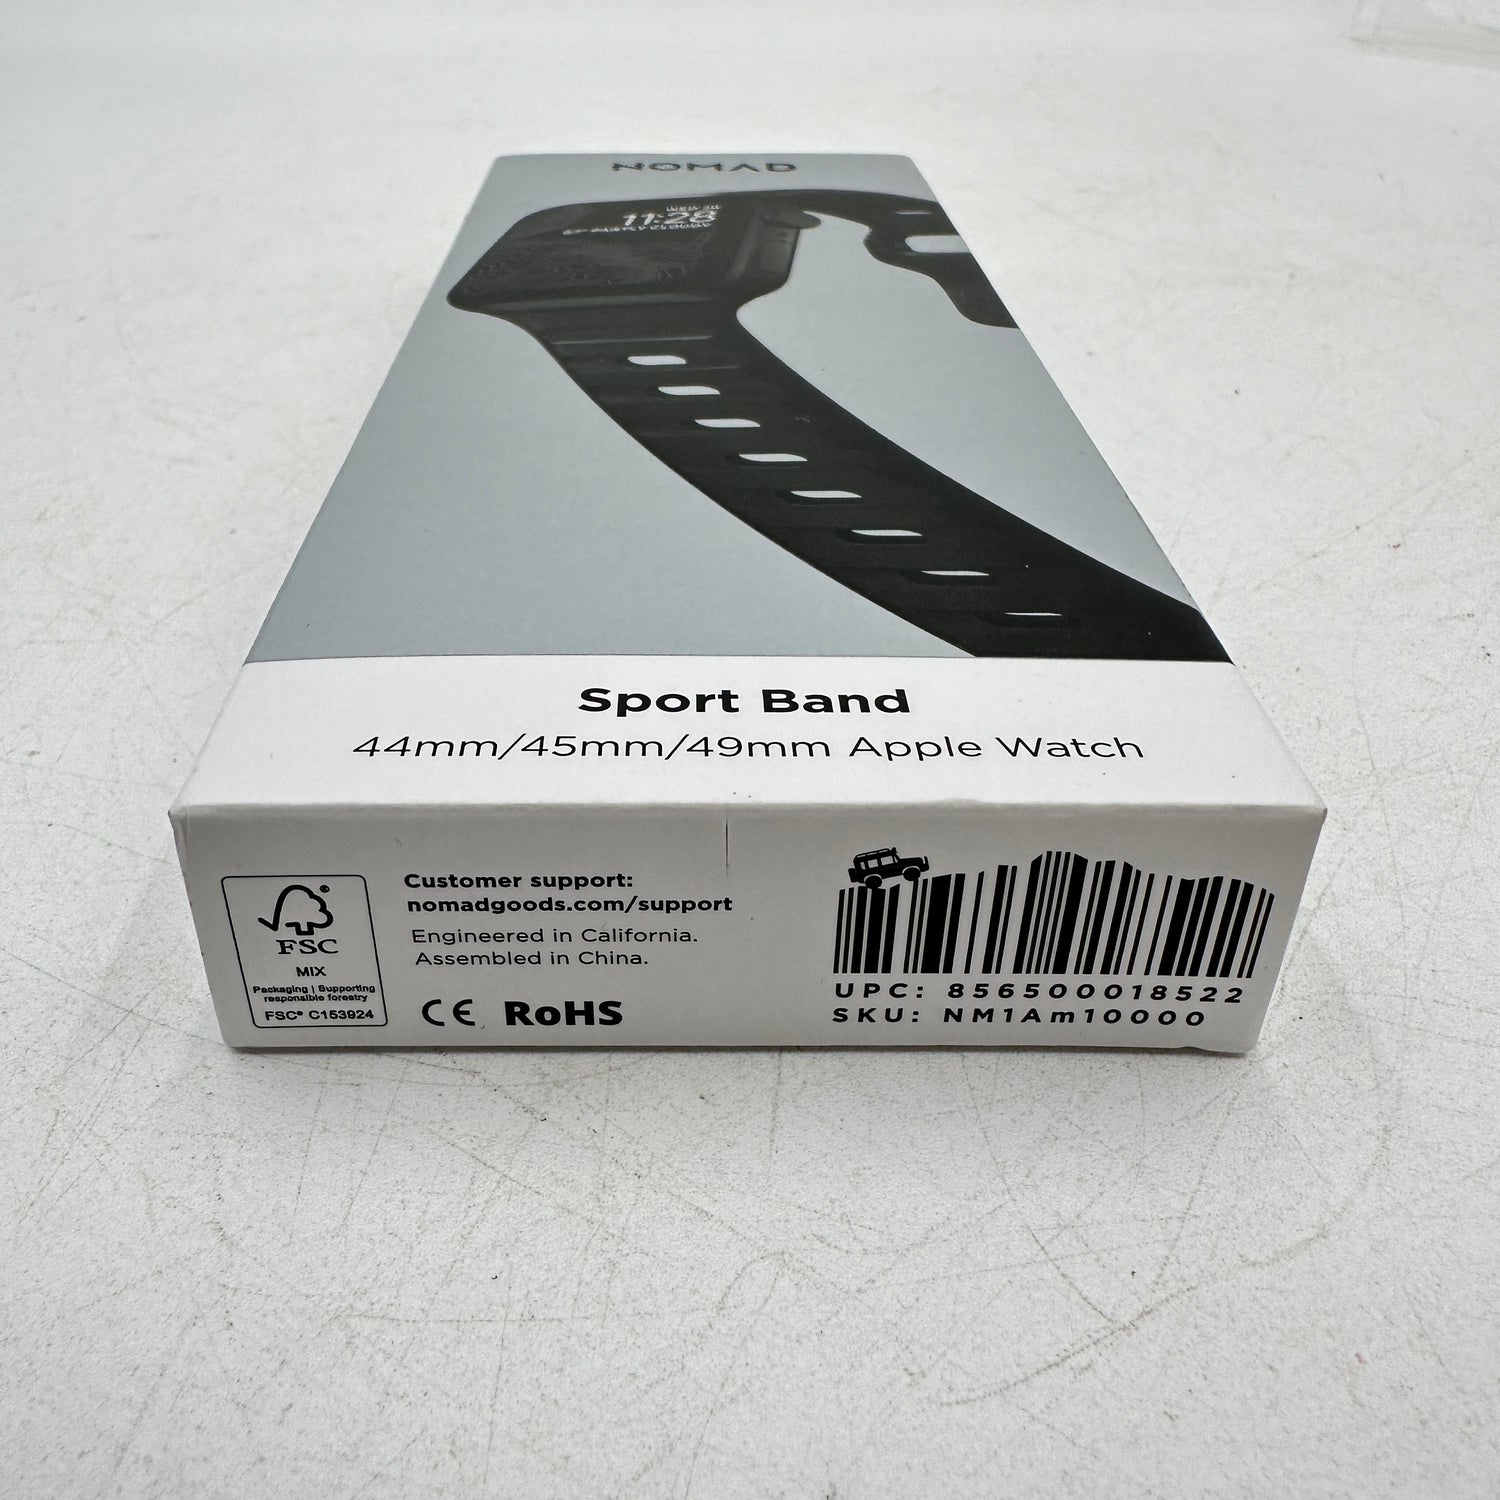 NOMAD
11:28
Sport Band
44mm/45mm/49mm Apple Watch
FSC®
MIX
Packaging | Supporting
responsible forestry
FSC® C153924
Customer support:
nomadgoods.com/support
Engineered in California.
Assembled in China.
CE RoHS
UPC: 856500018522
SKU: NM1Am10000